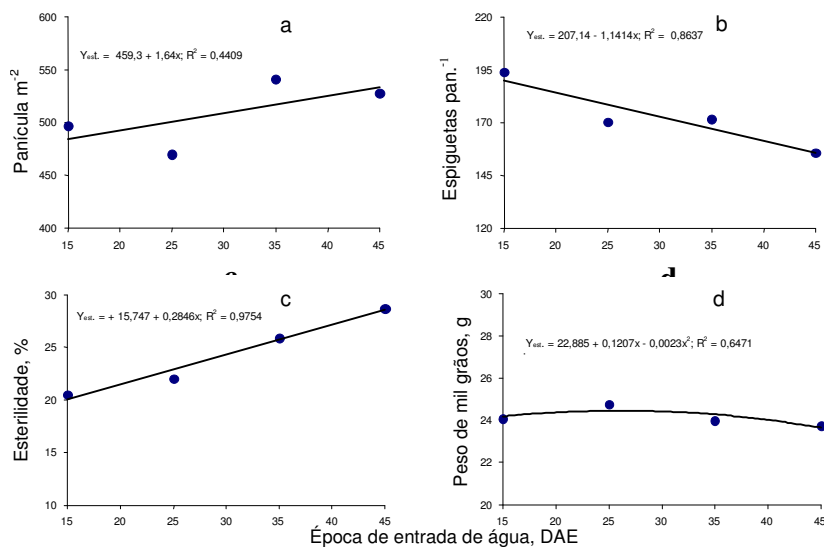 a
Yest. = 459,3 + 1,64x; R² = 0,4409
Panícula m⁻²
600
550
500
450
400
15 20 25 30 35 40 45
b
Yest. = 207,14 - 1,1414x; R² = 0,8637
Espiguetas pan.⁻¹
220
195
170
145
120
15 20 25 30 35 40 45
c
Yest. = + 15,747 + 0,2846x; R² = 0,9754
Esterilidade, %
30
25
20
15
10
15 20 25 30 35 40 45
d
Yest. = 22,885 + 0,1207x - 0,0023x²; R² = 0,6471
Peso de mil grãos, g
30
28
26
24
22
20
15 20 25 30 35 40 45
Época de entrada de água, DAE